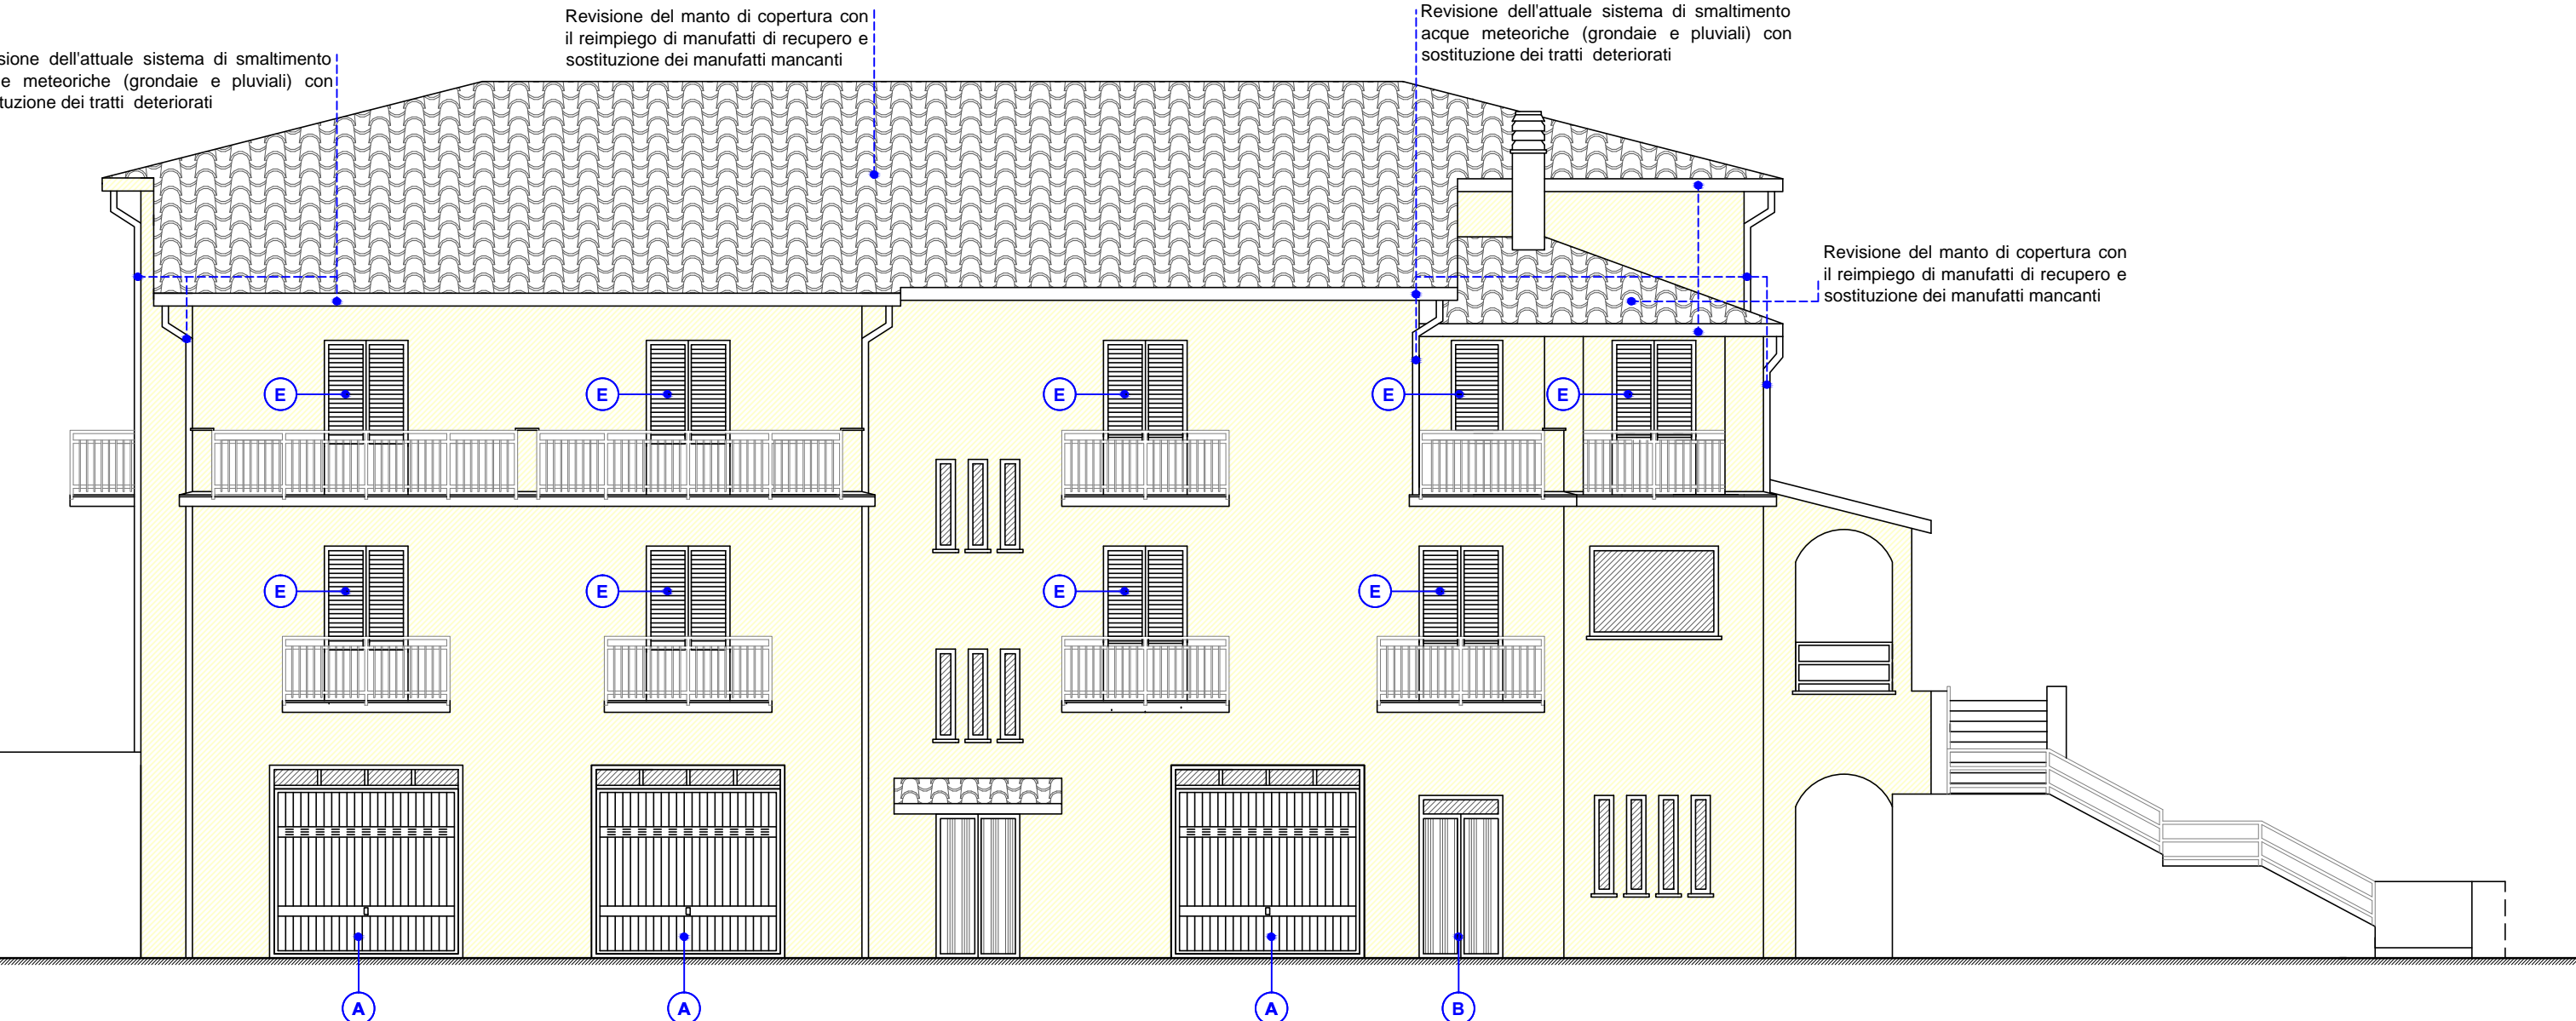 Revisione del manto di copertura con
il reimpiego di manufatti di recupero e
sostituzione dei manufatti mancanti
Revisione dell'attuale sistema di smaltimento
acque meteoriche (grondaie e pluviali) con
sostituzione dei tratti deteriorati
sione dell'attuale sistema di smaltimento
e meteoriche (grondaie e pluviali) con
tuzione dei tratti deteriorati
Revisione del manto di copertura con
il reimpiego di manufatti di recupero e
sostituzione dei manufatti mancanti
E
E
E
E
E
E
E
E
E
A
A
A
B